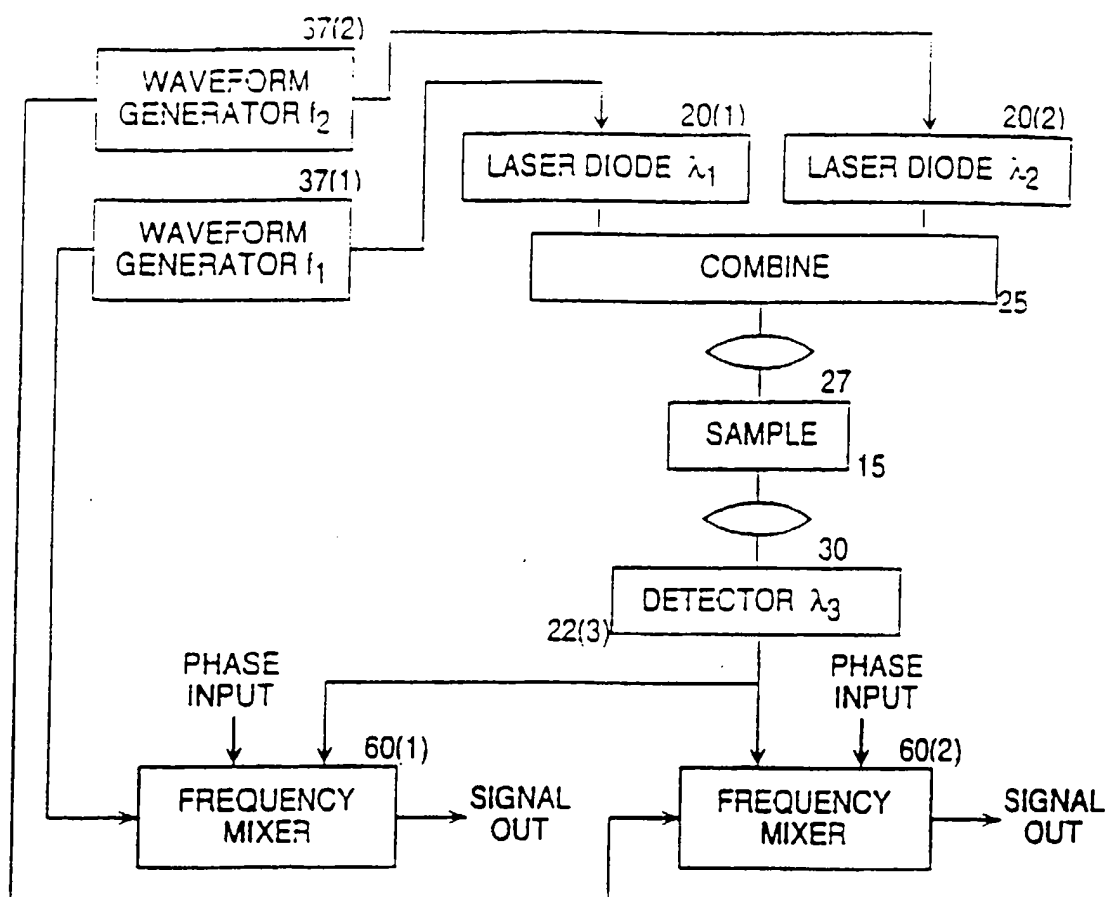 37(2)
WAVEFORM
GENERATOR f2
20(1)
20(2)
LASER DIODE λ1
LASER DIODE λ2
37(1)
WAVEFORM
GENERATOR f1
COMBINE
25
27
SAMPLE
15
30
DETECTOR λ3
22(3)
PHASE
INPUT
PHASE
INPUT
60(1)
60(2)
FREQUENCY
MIXER
SIGNAL
OUT
FREQUENCY
MIXER
SIGNAL
OUT